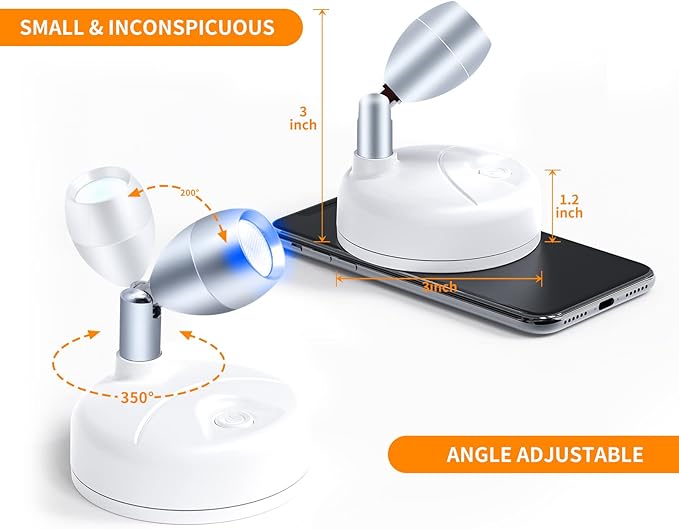 SMALL & INCONSPICUOUS
3
inch
1.2
inch
3inch
200°
350°
ANGLE ADJUSTABLE